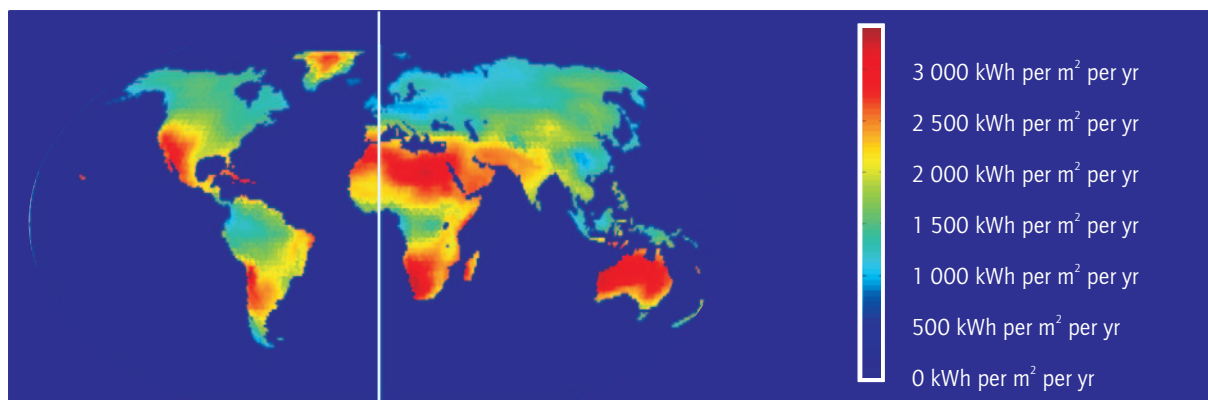 3 000 kWh per m² per yr
2 500 kWh per m² per yr
2 000 kWh per m² per yr
1 500 kWh per m² per yr
1 000 kWh per m² per yr
500 kWh per m² per yr
0 kWh per m² per yr